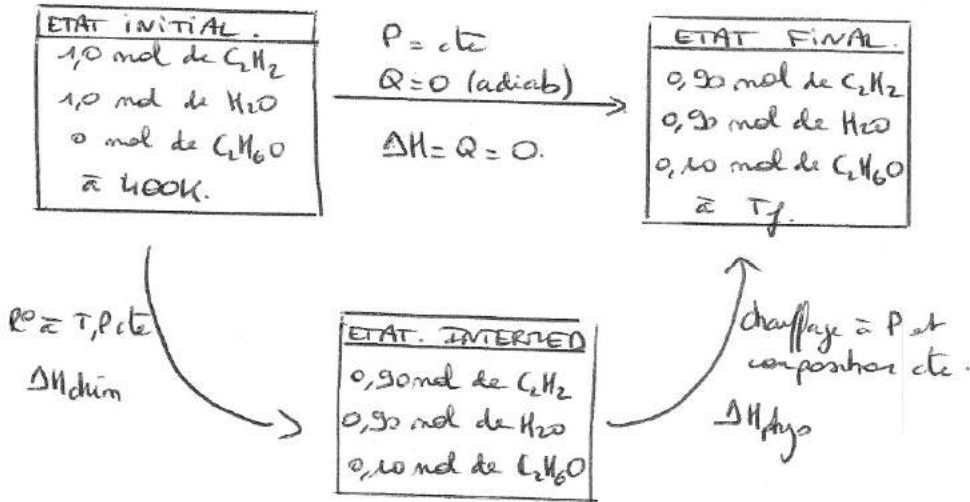 ETAT INITIAL.
1,0 mol de C₂H₂
1,0 mol de H₂O
0 mol de C₂H₆O
à 400K.
P = cte
Q = 0 (adiab)
ΔH = Q = 0.
ETAT FINAL.
0,90 mol de C₂H₂
0,90 mol de H₂O
0,10 mol de C₂H₆O
à Tf.
R° à T, P cte
ΔHchim
ETAT. INTERMED
0,90 mol de C₂H₂
0,90 mol de H₂O
0,10 mol de C₂H₆O
chauffage à P et
composition cte.
ΔHphys